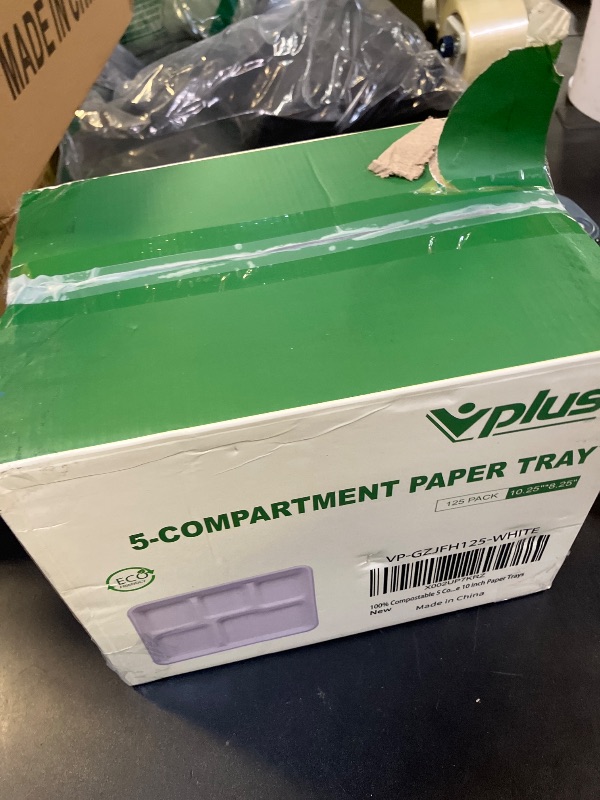 MADE IN
vplus
5-COMPARTMENT PAPER TRAY
125 PACK 10.25"*8.25"
ECO
VP-GZJFH125-WHITE
X002UP7KRZ
100% Compostable 5 Co...e 10 Inch Paper Trays
New
Made in China